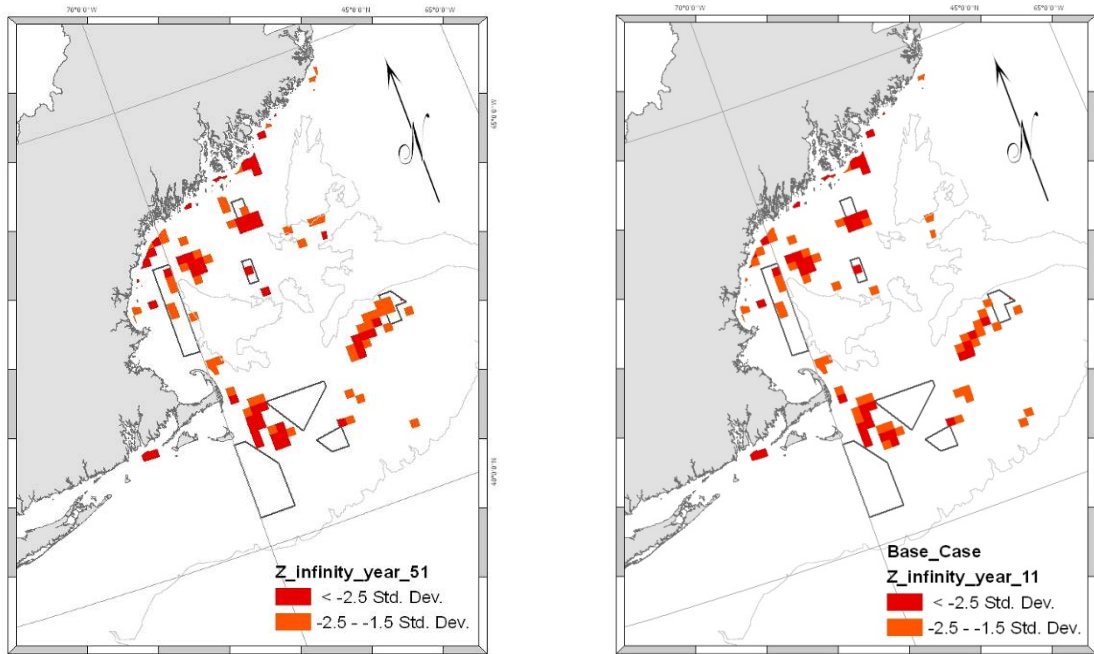 70°0'0"W 65°0'0"W
N
40°0'0"N
Z_infinity_year_51
< -2.5 Std. Dev.
-2.5 - -1.5 Std. Dev.
70°0'0"W 45°0'0"N 65°0'0"W
N
Base_Case
Z_infinity_year_11
< -2.5 Std. Dev.
-2.5 - -1.5 Std. Dev.